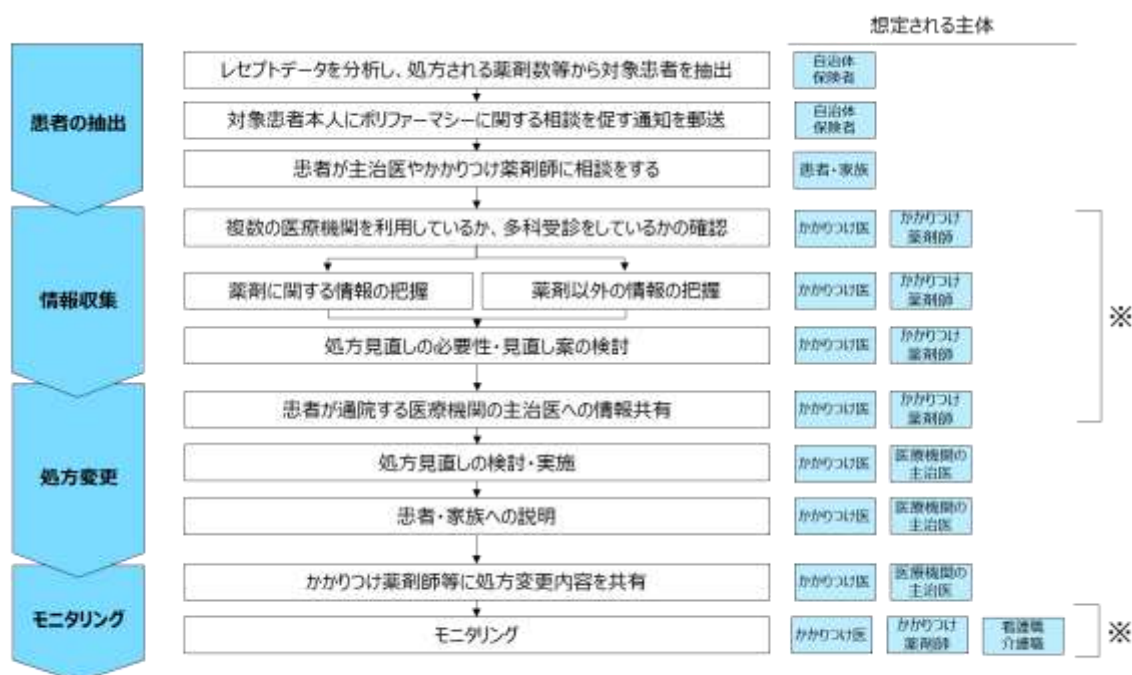 想定される主体
患者の抽出
レセプトデータを分析し、処方される薬剤数等から対象患者を抽出
自治体
保険者
対象患者本人にポリファーマシーに関する相談を促す通知を郵送
自治体
保険者
患者が主治医やかかりつけ薬剤師に相談をする
患者・家族
情報収集
複数の医療機関を利用しているか、多科受診をしているかの確認
かかりつけ医
かかりつけ
薬剤師
薬剤に関する情報の把握
薬剤以外の情報の把握
かかりつけ医
かかりつけ
薬剤師
処方見直しの必要性・見直し案の検討
かかりつけ医
かかりつけ
薬剤師
※
処方変更
患者が通院する医療機関の主治医への情報共有
かかりつけ医
かかりつけ
薬剤師
処方見直しの検討・実施
かかりつけ医
医療機関の
主治医
患者・家族への説明
かかりつけ医
医療機関の
主治医
モニタリング
かかりつけ薬剤師等に処方変更内容を共有
かかりつけ医
医療機関の
主治医
モニタリング
かかりつけ医
かかりつけ
薬剤師
看護職
介護職
※